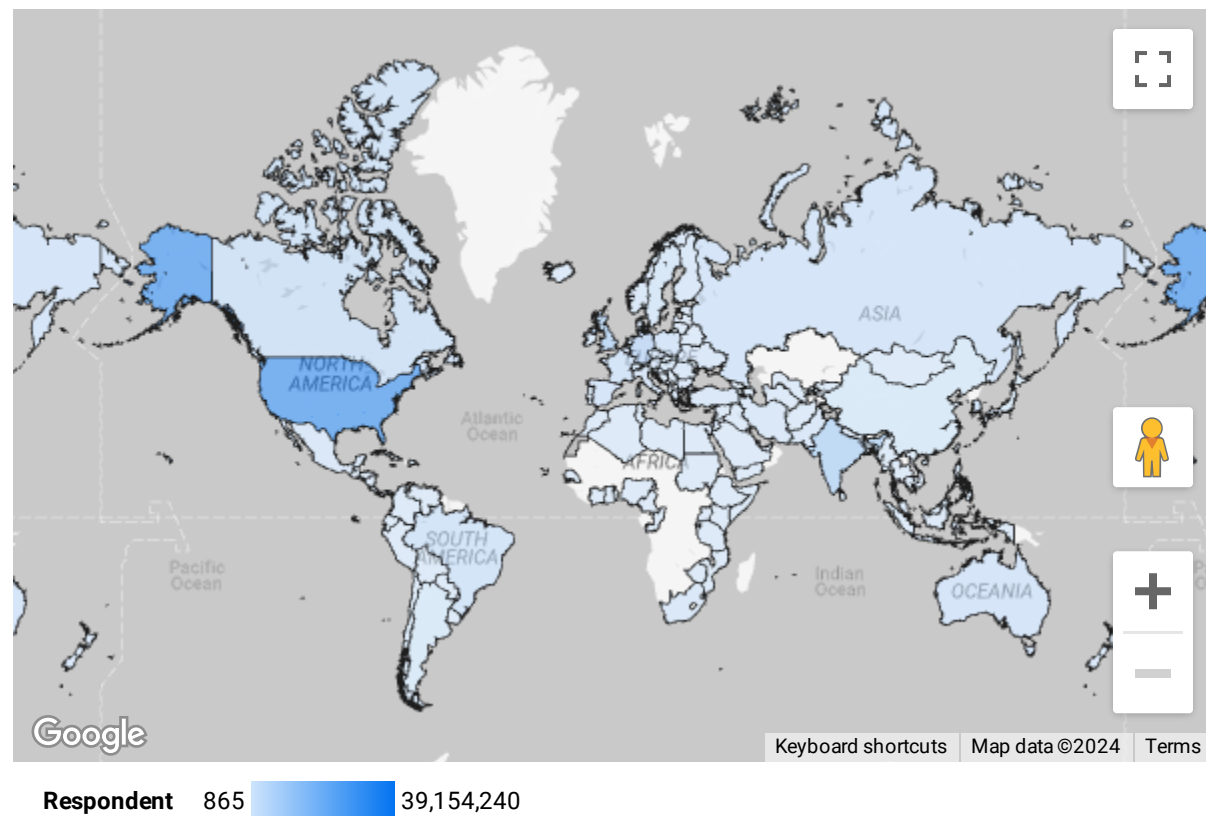 ASIA
NORTH
AMERICA
EUROPE
Atlantic
Ocean
AFRICA
SOUTH
AMERICA
Pacific
Ocean
Indian
Ocean
OCEANIA
Google
Keyboard shortcuts
Map data ©2024
Terms
Respondent 865 39,154,240